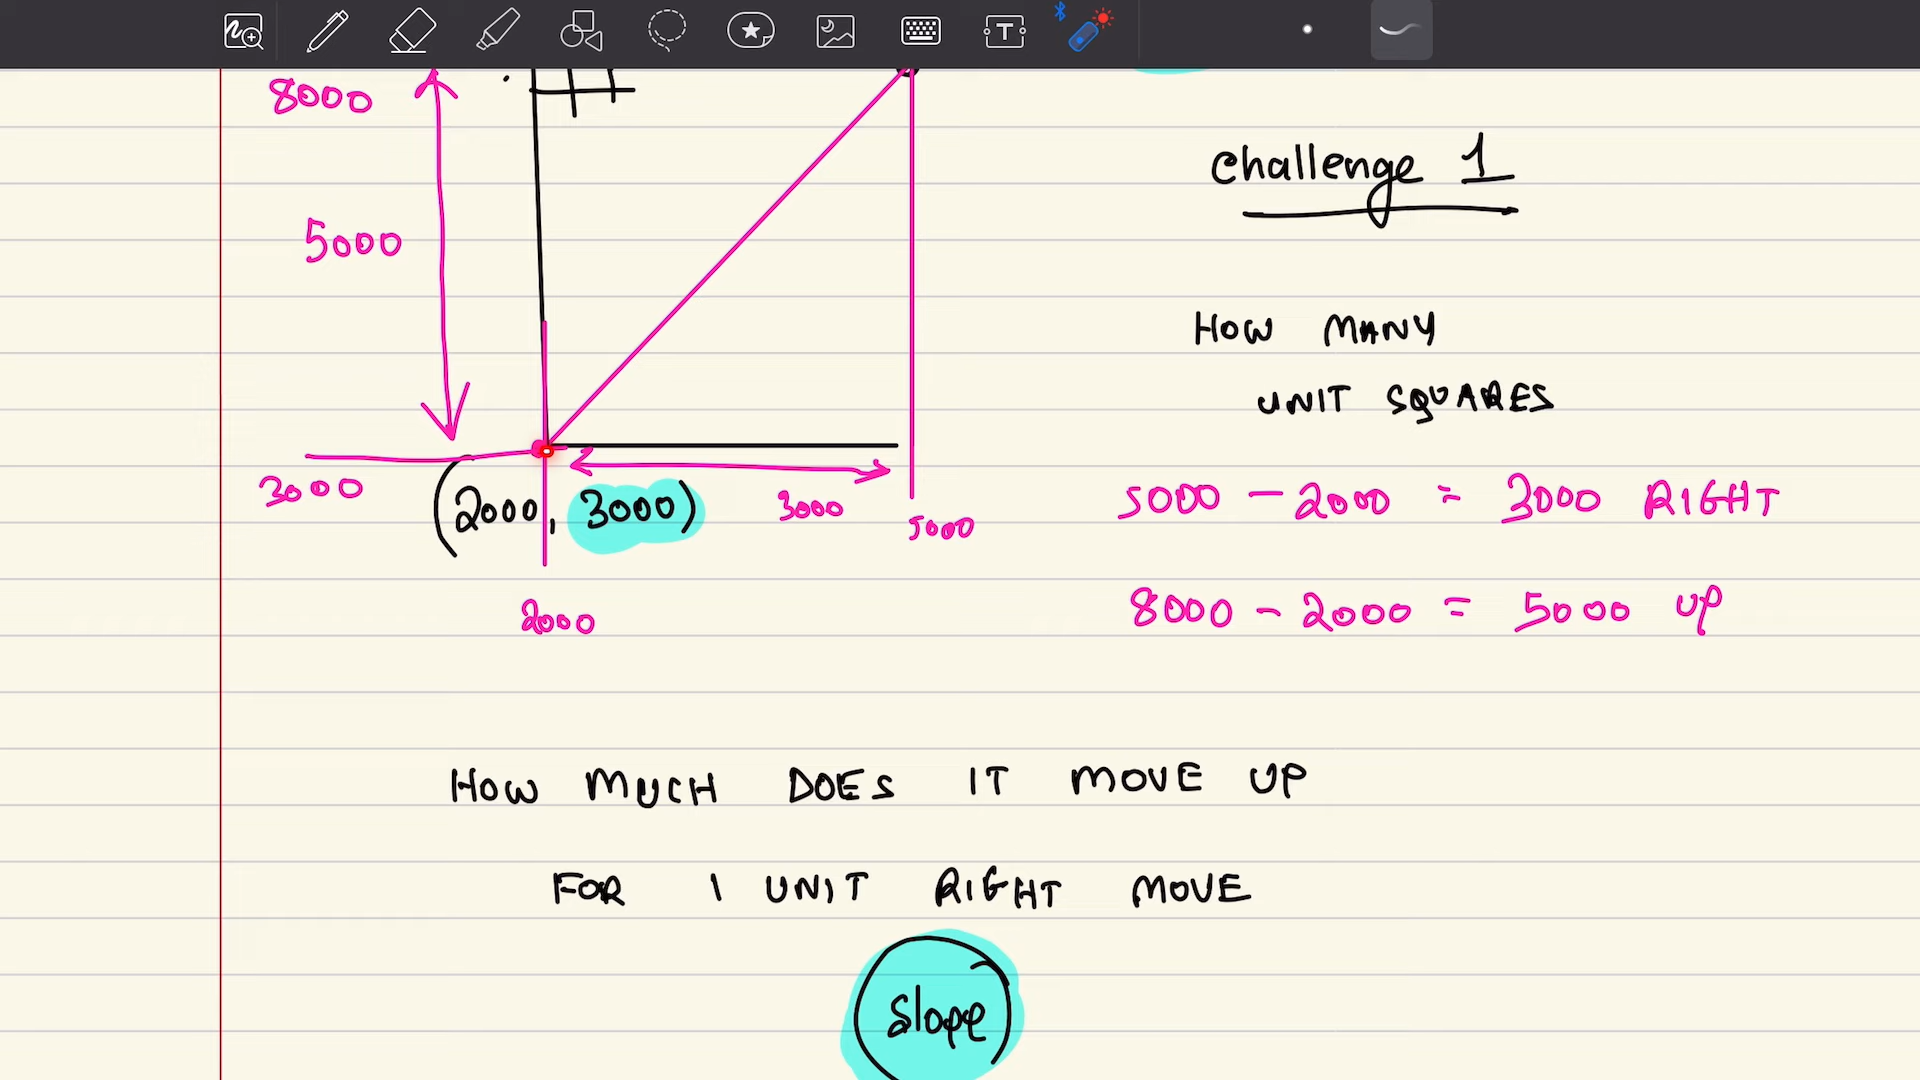 8000
Challenge 1
5000
HOW MANY
UNIT SQUARES
3000
(2000, 3000)
3000
5000
5000 - 2000 = 3000 RIGHT
2000
8000 - 2000 = 5000 UP
HOW MUCH DOES IT MOVE UP
FOR 1 UNIT RIGHT MOVE
Slope